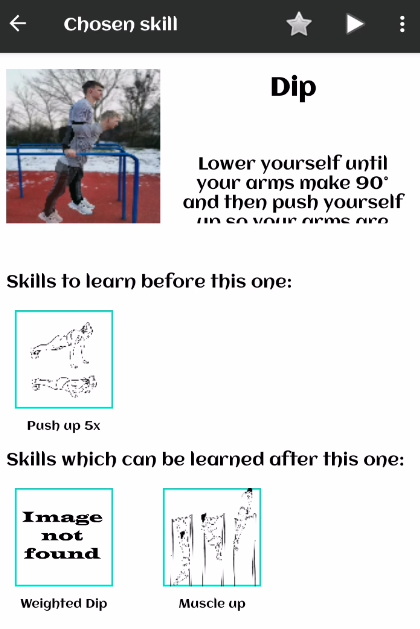 Chosen skill
Dip
Lower yourself until
your arms make 90°
and then push yourself
up so your arms are
Skills to learn before this one:
Push up 5x
Skills which can be learned after this one:
Image
not
found
Weighted Dip
Muscle up